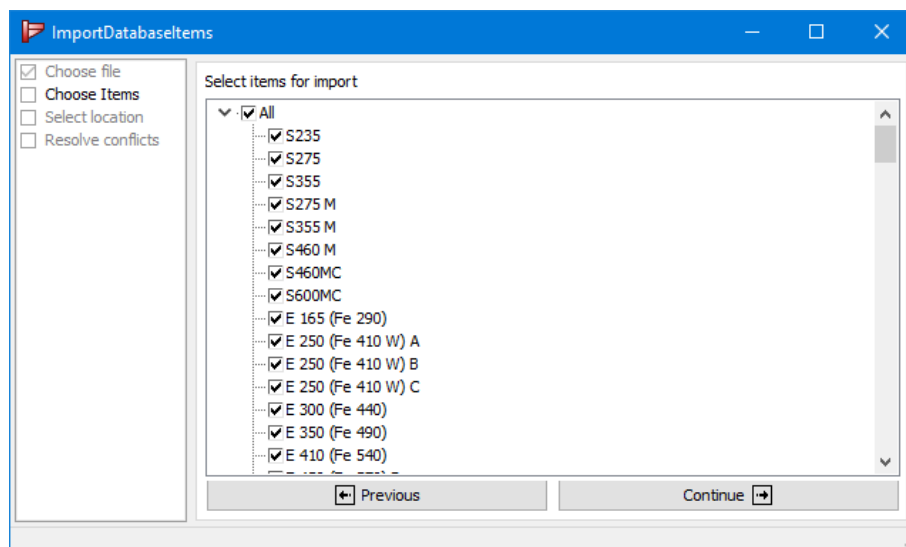 ImportDatabaseItems
Choose file
Choose Items
Select location
Resolve conflicts
Select items for import
All
S235
S275
S355
S275 M
S355 M
S460 M
S460MC
S600MC
E 165 (Fe 290)
E 250 (Fe 410 W) A
E 250 (Fe 410 W) B
E 250 (Fe 410 W) C
E 300 (Fe 440)
E 350 (Fe 490)
E 410 (Fe 540)
Previous
Continue